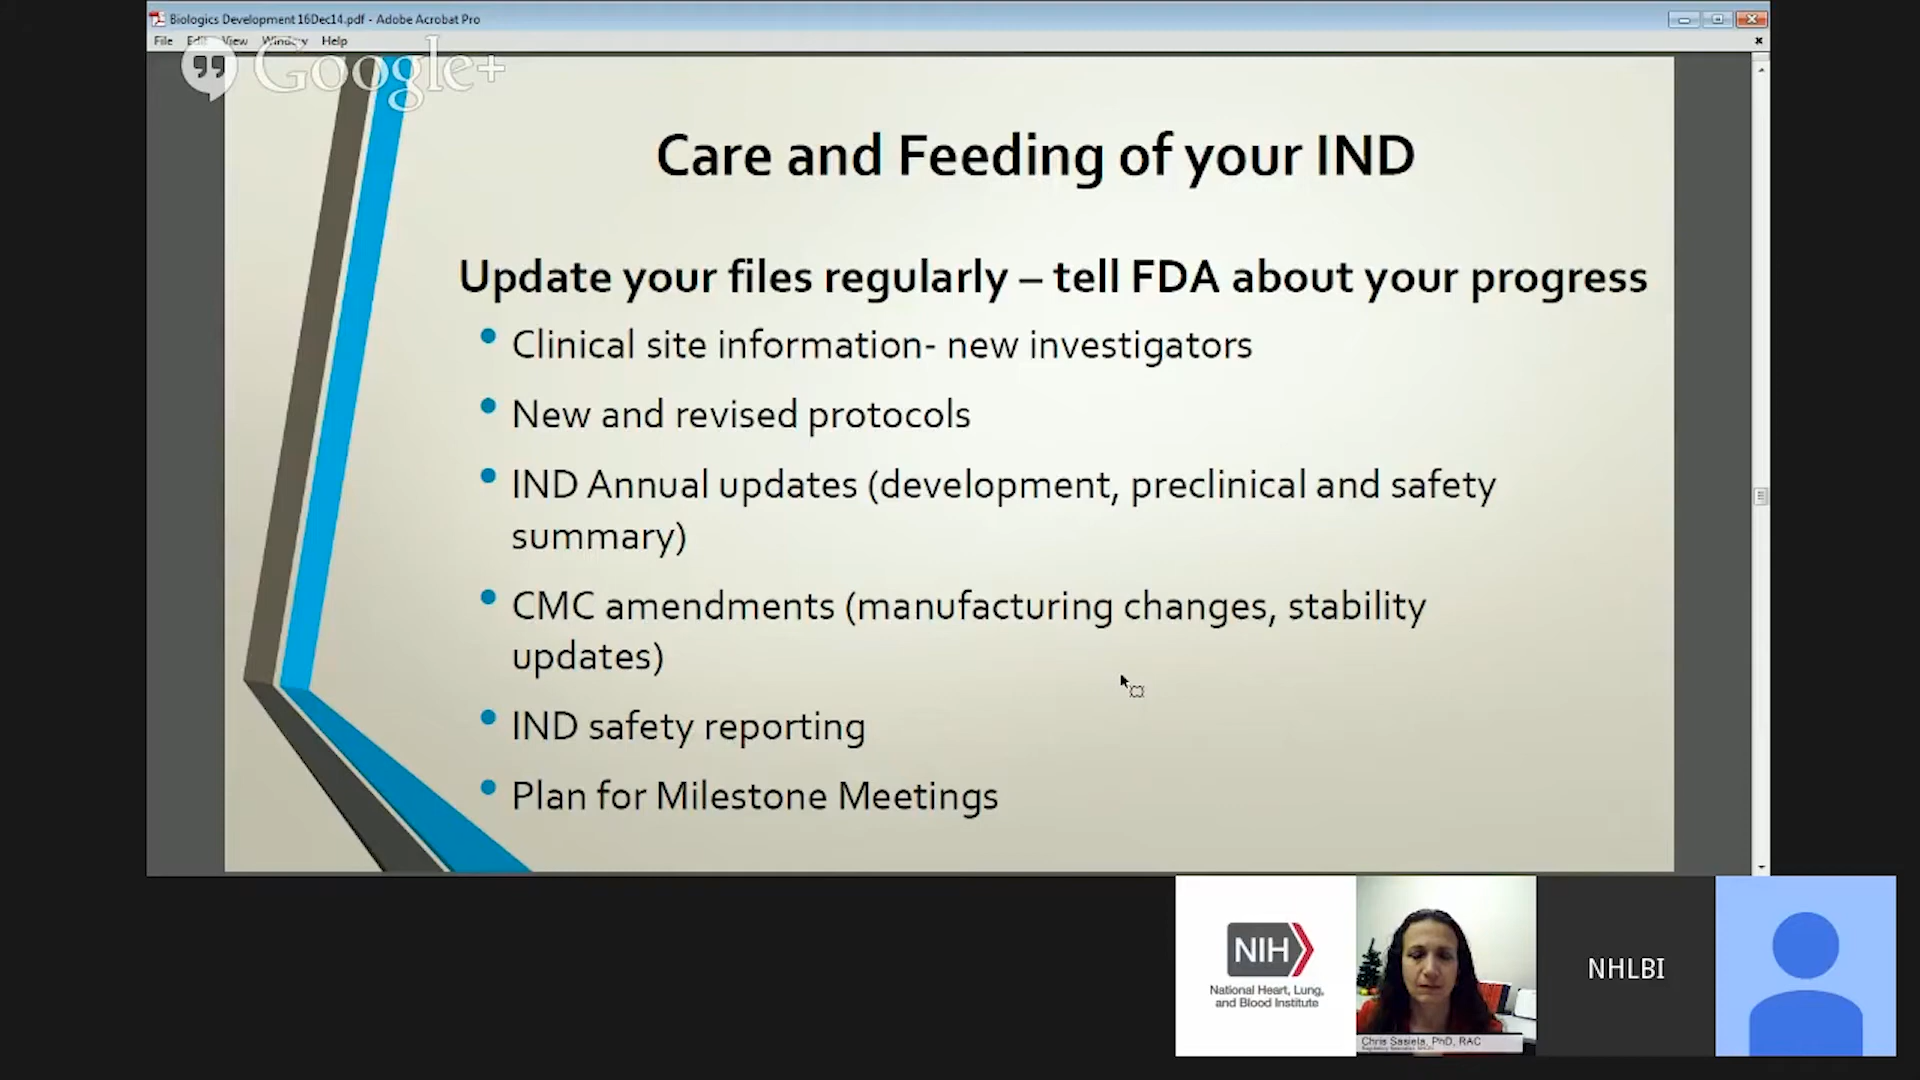 Biologics Development 16Dec14.pdf - Adobe Acrobat Pro
File Edit View Window Help
Google+
Care and Feeding of your IND
Update your files regularly – tell FDA about your progress
• Clinical site information- new investigators
• New and revised protocols
• IND Annual updates (development, preclinical and safety
summary)
• CMC amendments (manufacturing changes, stability
updates)
• IND safety reporting
• Plan for Milestone Meetings
NIH
National Heart, Lung,
and Blood Institute
Chris Sasiela, PhD, RAC
NHLBI